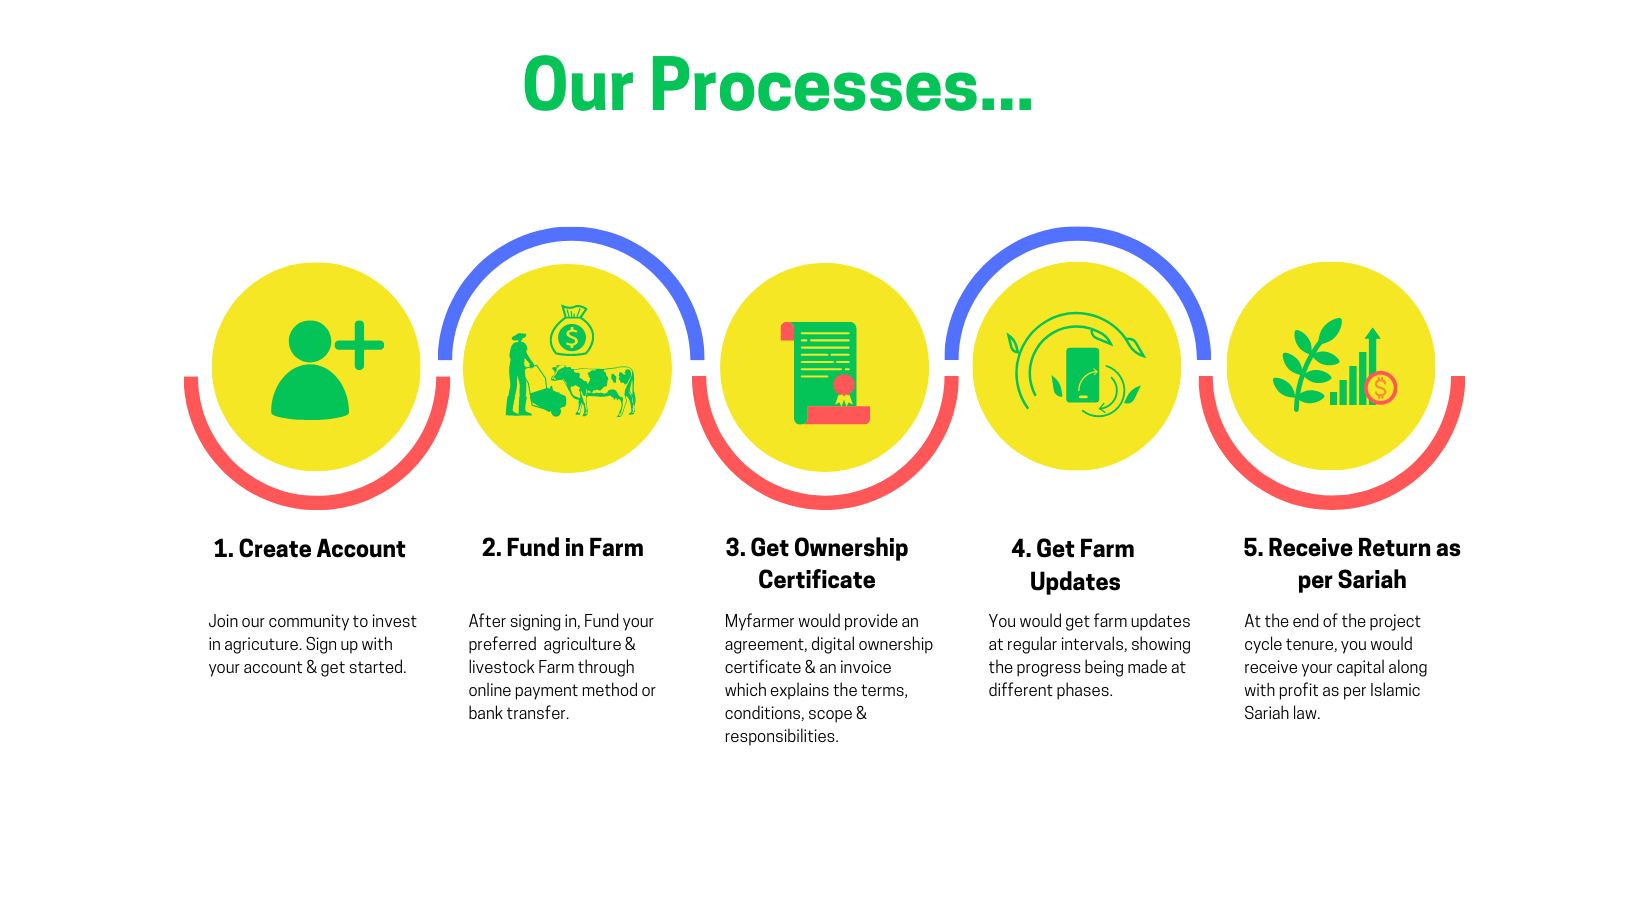 Our Processes...
1. Create Account
Join our community to invest
in agricuture. Sign up with
your account & get started.
2. Fund in Farm
After signing in, Fund your
preferred  agriculture &
livestock Farm through
online payment method or
bank transfer.
3. Get Ownership
Certificate
Myfarmer would provide an
agreement, digital ownership
certificate & an invoice
which explains the terms,
conditions, scope &
responsibilities.
4. Get Farm
Updates
You would get farm updates
at regular intervals, showing
the progress being made at
different phases.
5. Receive Return as
per Sariah
At the end of the project
cycle tenure, you would
receive your capital along
with profit as per Islamic
Sariah law.